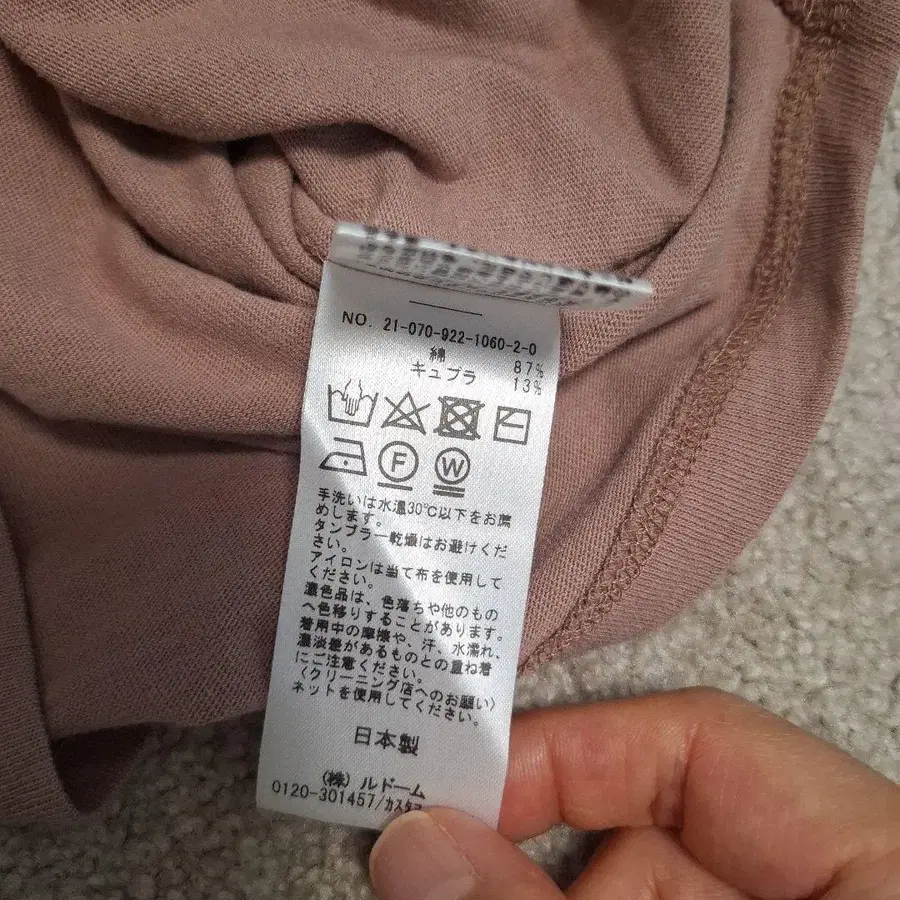 NO. 21-070-922-1060-2-0
綿 87%
キュプラ 13%
F W
手洗いは水温30℃以下をお薦
めします。
タンブラー乾燥はお避けくだ
さい。
アイロンは当て布を使用して
ください。
濃色品は、色落ちや他のもの
へ色移りすることがあります。
着用中の摩擦や、汗、水濡れ、
濃淡差があるものとの重ね着
にご注意ください。
〈クリーニング店へのお願い〉
ネットを使用してください。
日本製
(株) ルドーム
0120-301457/カスタマ